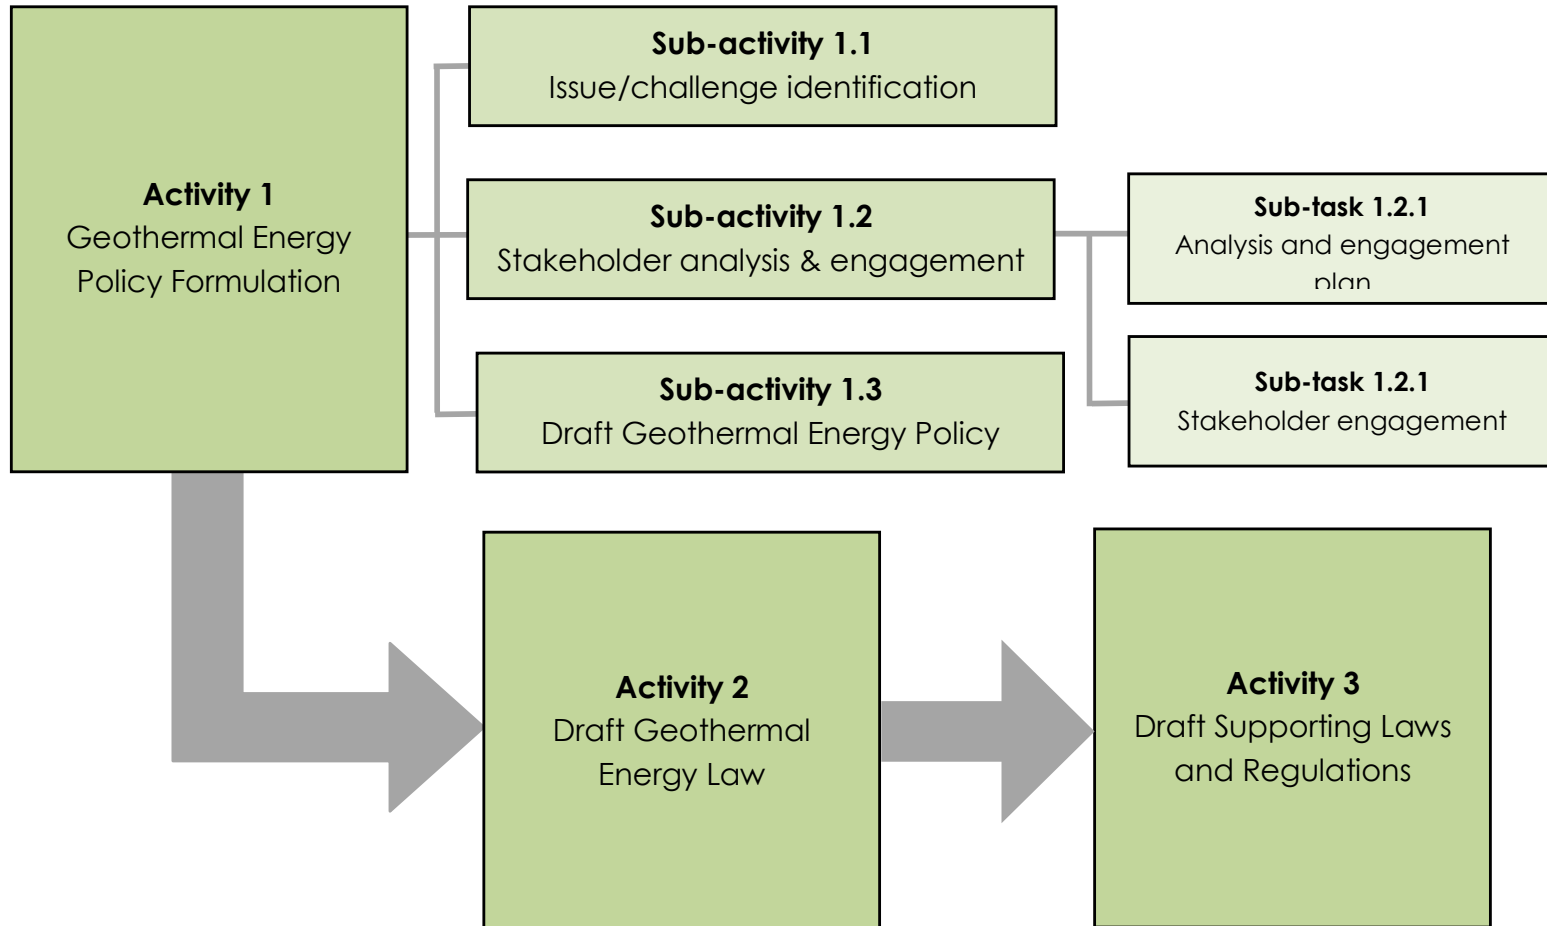 Activity 1
Geothermal Energy
Policy Formulation
Sub-activity 1.1
Issue/challenge identification
Sub-activity 1.2
Stakeholder analysis & engagement
Sub-activity 1.3
Draft Geothermal Energy Policy
Sub-task 1.2.1
Analysis and engagement
plan
Sub-task 1.2.1
Stakeholder engagement
Activity 2
Draft Geothermal
Energy Law
Activity 3
Draft Supporting Laws
and Regulations